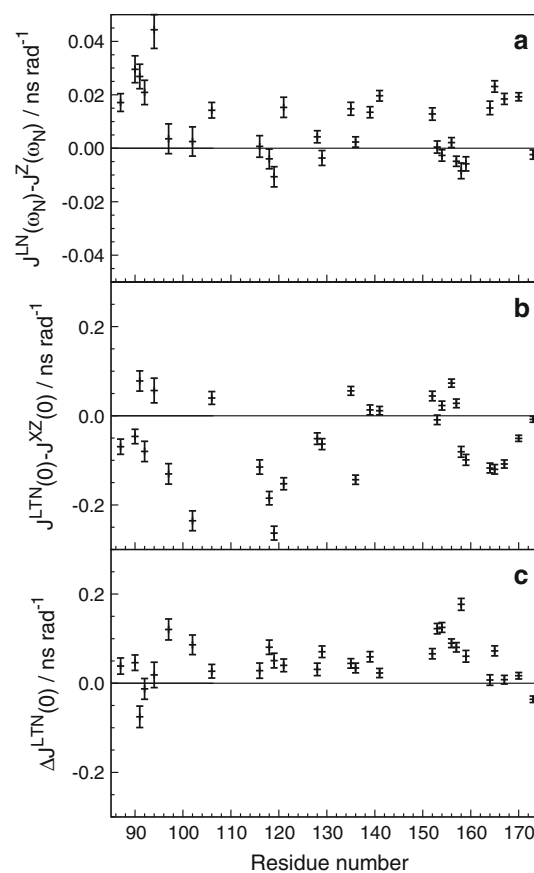 a
J^LN(ω_N)-J^Z(ω_N) / ns rad^-1
0.04
0.02
0.00
-0.02
-0.04
b
J^LTN(0)-J^XZ(0) / ns rad^-1
0.2
0.0
-0.2
c
ΔJ^LTN(0) / ns rad^-1
0.2
0.0
-0.2
90 100 110 120 130 140 150 160 170
Residue number